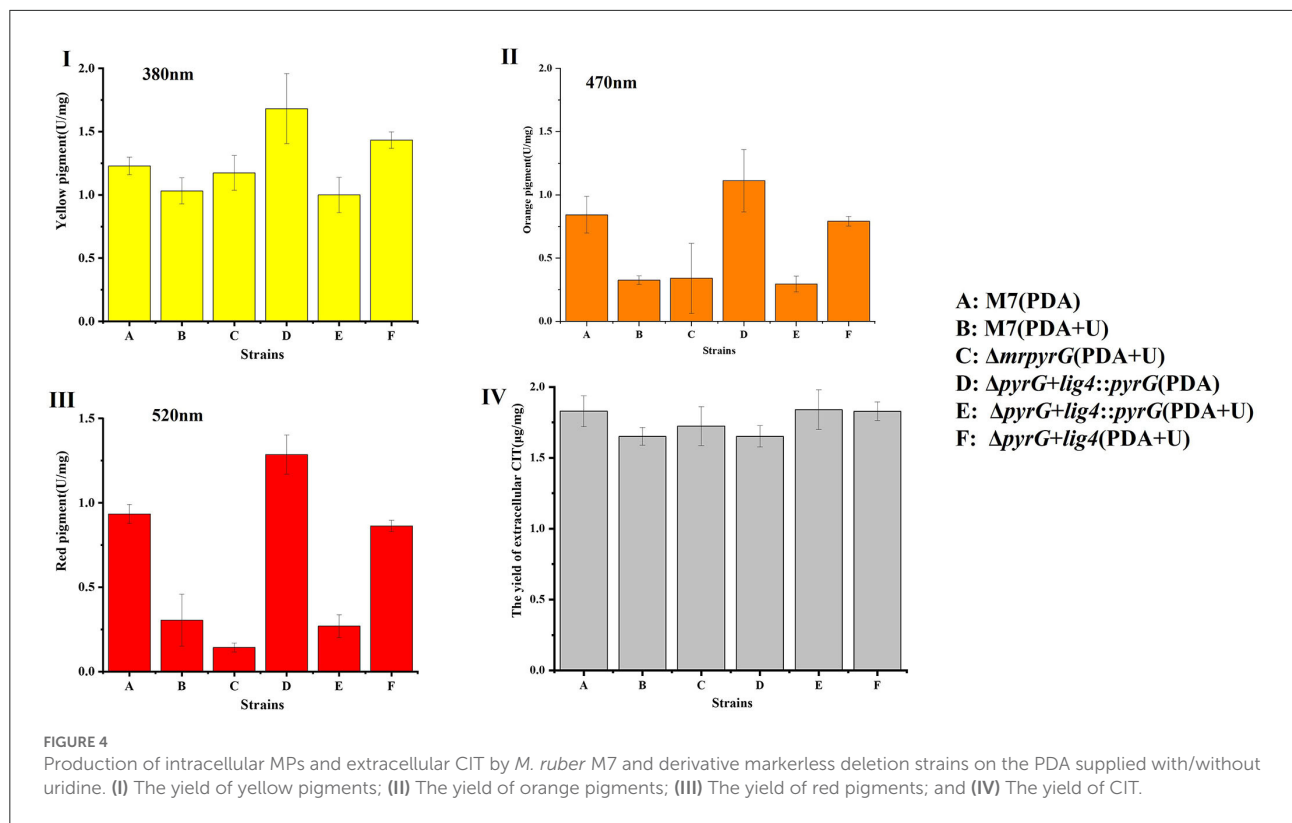 I
380nm
Yellow pigment(U/mg)
2.0
1.5
1.0
0.5
0.0
A B C D E F
Strains
II
470nm
Orange pigment(U/mg)
2.0
1.5
1.0
0.5
0.0
A B C D E F
Strains
III
520nm
Red pigment(U/mg)
1.5
1.0
0.5
0.0
A B C D E F
Strains
IV
The yield of extracellular CIT(μg/mg)
2.0
1.5
1.0
0.5
0.0
A B C D E F
Strains
A: M7(PDA)
B: M7(PDA+U)
C: ΔmrpyrG(PDA+U)
D: ΔpyrG+lig4::pyrG(PDA)
E: ΔpyrG+lig4::pyrG(PDA+U)
F: ΔpyrG+lig4(PDA+U)
FIGURE 4
Production of intracellular MPs and extracellular CIT by M. ruber M7 and derivative markerless deletion strains on the PDA supplied with/without
uridine. (I) The yield of yellow pigments; (II) The yield of orange pigments; (III) The yield of red pigments; and (IV) The yield of CIT.